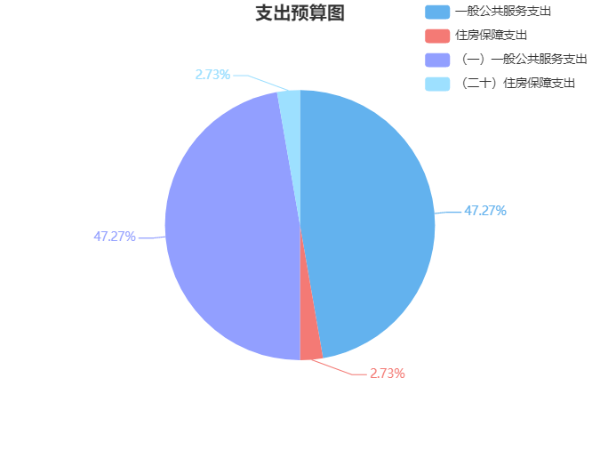 支出预算图
一般公共服务支出
住房保障支出
（一）一般公共服务支出
（二十）住房保障支出
2.73%
47.27%
47.27%
2.73%